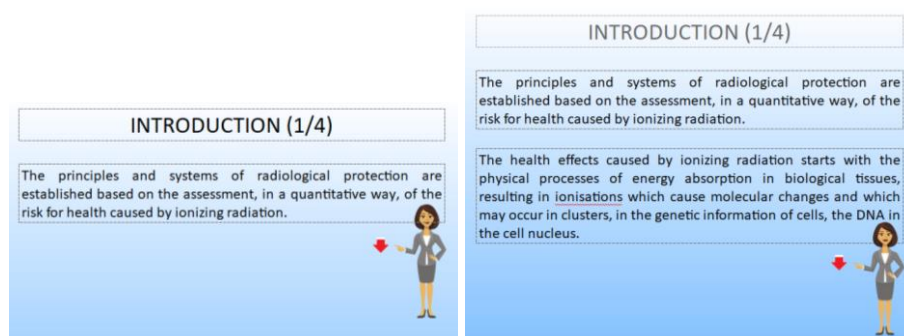 INTRODUCTION (1/4)
The principles and systems of radiological protection are
established based on the assessment, in a quantitative way, of the
risk for health caused by ionizing radiation.
INTRODUCTION (1/4)
The principles and systems of radiological protection are
established based on the assessment, in a quantitative way, of the
risk for health caused by ionizing radiation.
The health effects caused by ionizing radiation starts with the
physical processes of energy absorption in biological tissues,
resulting in ionisations which cause molecular changes and which
may occur in clusters, in the genetic information of cells, the DNA in
the cell nucleus.